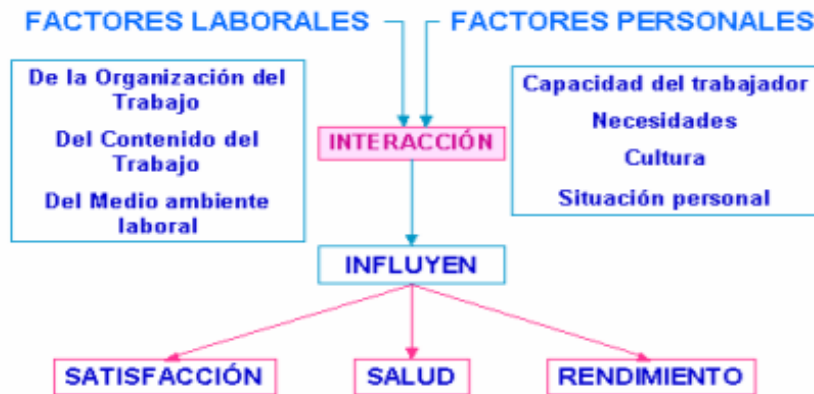 FACTORES LABORALES
FACTORES PERSONALES
De la Organización del
Trabajo
Del Contenido del
Trabajo
Del Medio ambiente
laboral
Capacidad del trabajador
Necesidades
Cultura
Situación personal
INTERACCIÓN
INFLUYEN
SATISFACCIÓN
SALUD
RENDIMIENTO